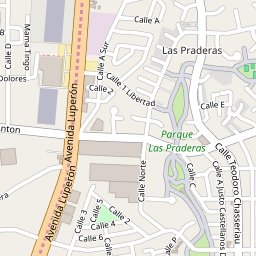 Calle A
Calle D
Mama Tingo
Dolores
Calle A Sur
Las Praderas
Calle 2
Calle 1 Libertad
Calle E
Avenida Luperón
Parque
Las Praderas
Calle Teodoro Chasseriau
Calle Norte
Calle C
Calle A Justo Castellanos D
Avenida Luperón
Calle 5
Calle 4
Calle 2
Calle 6
Calle P